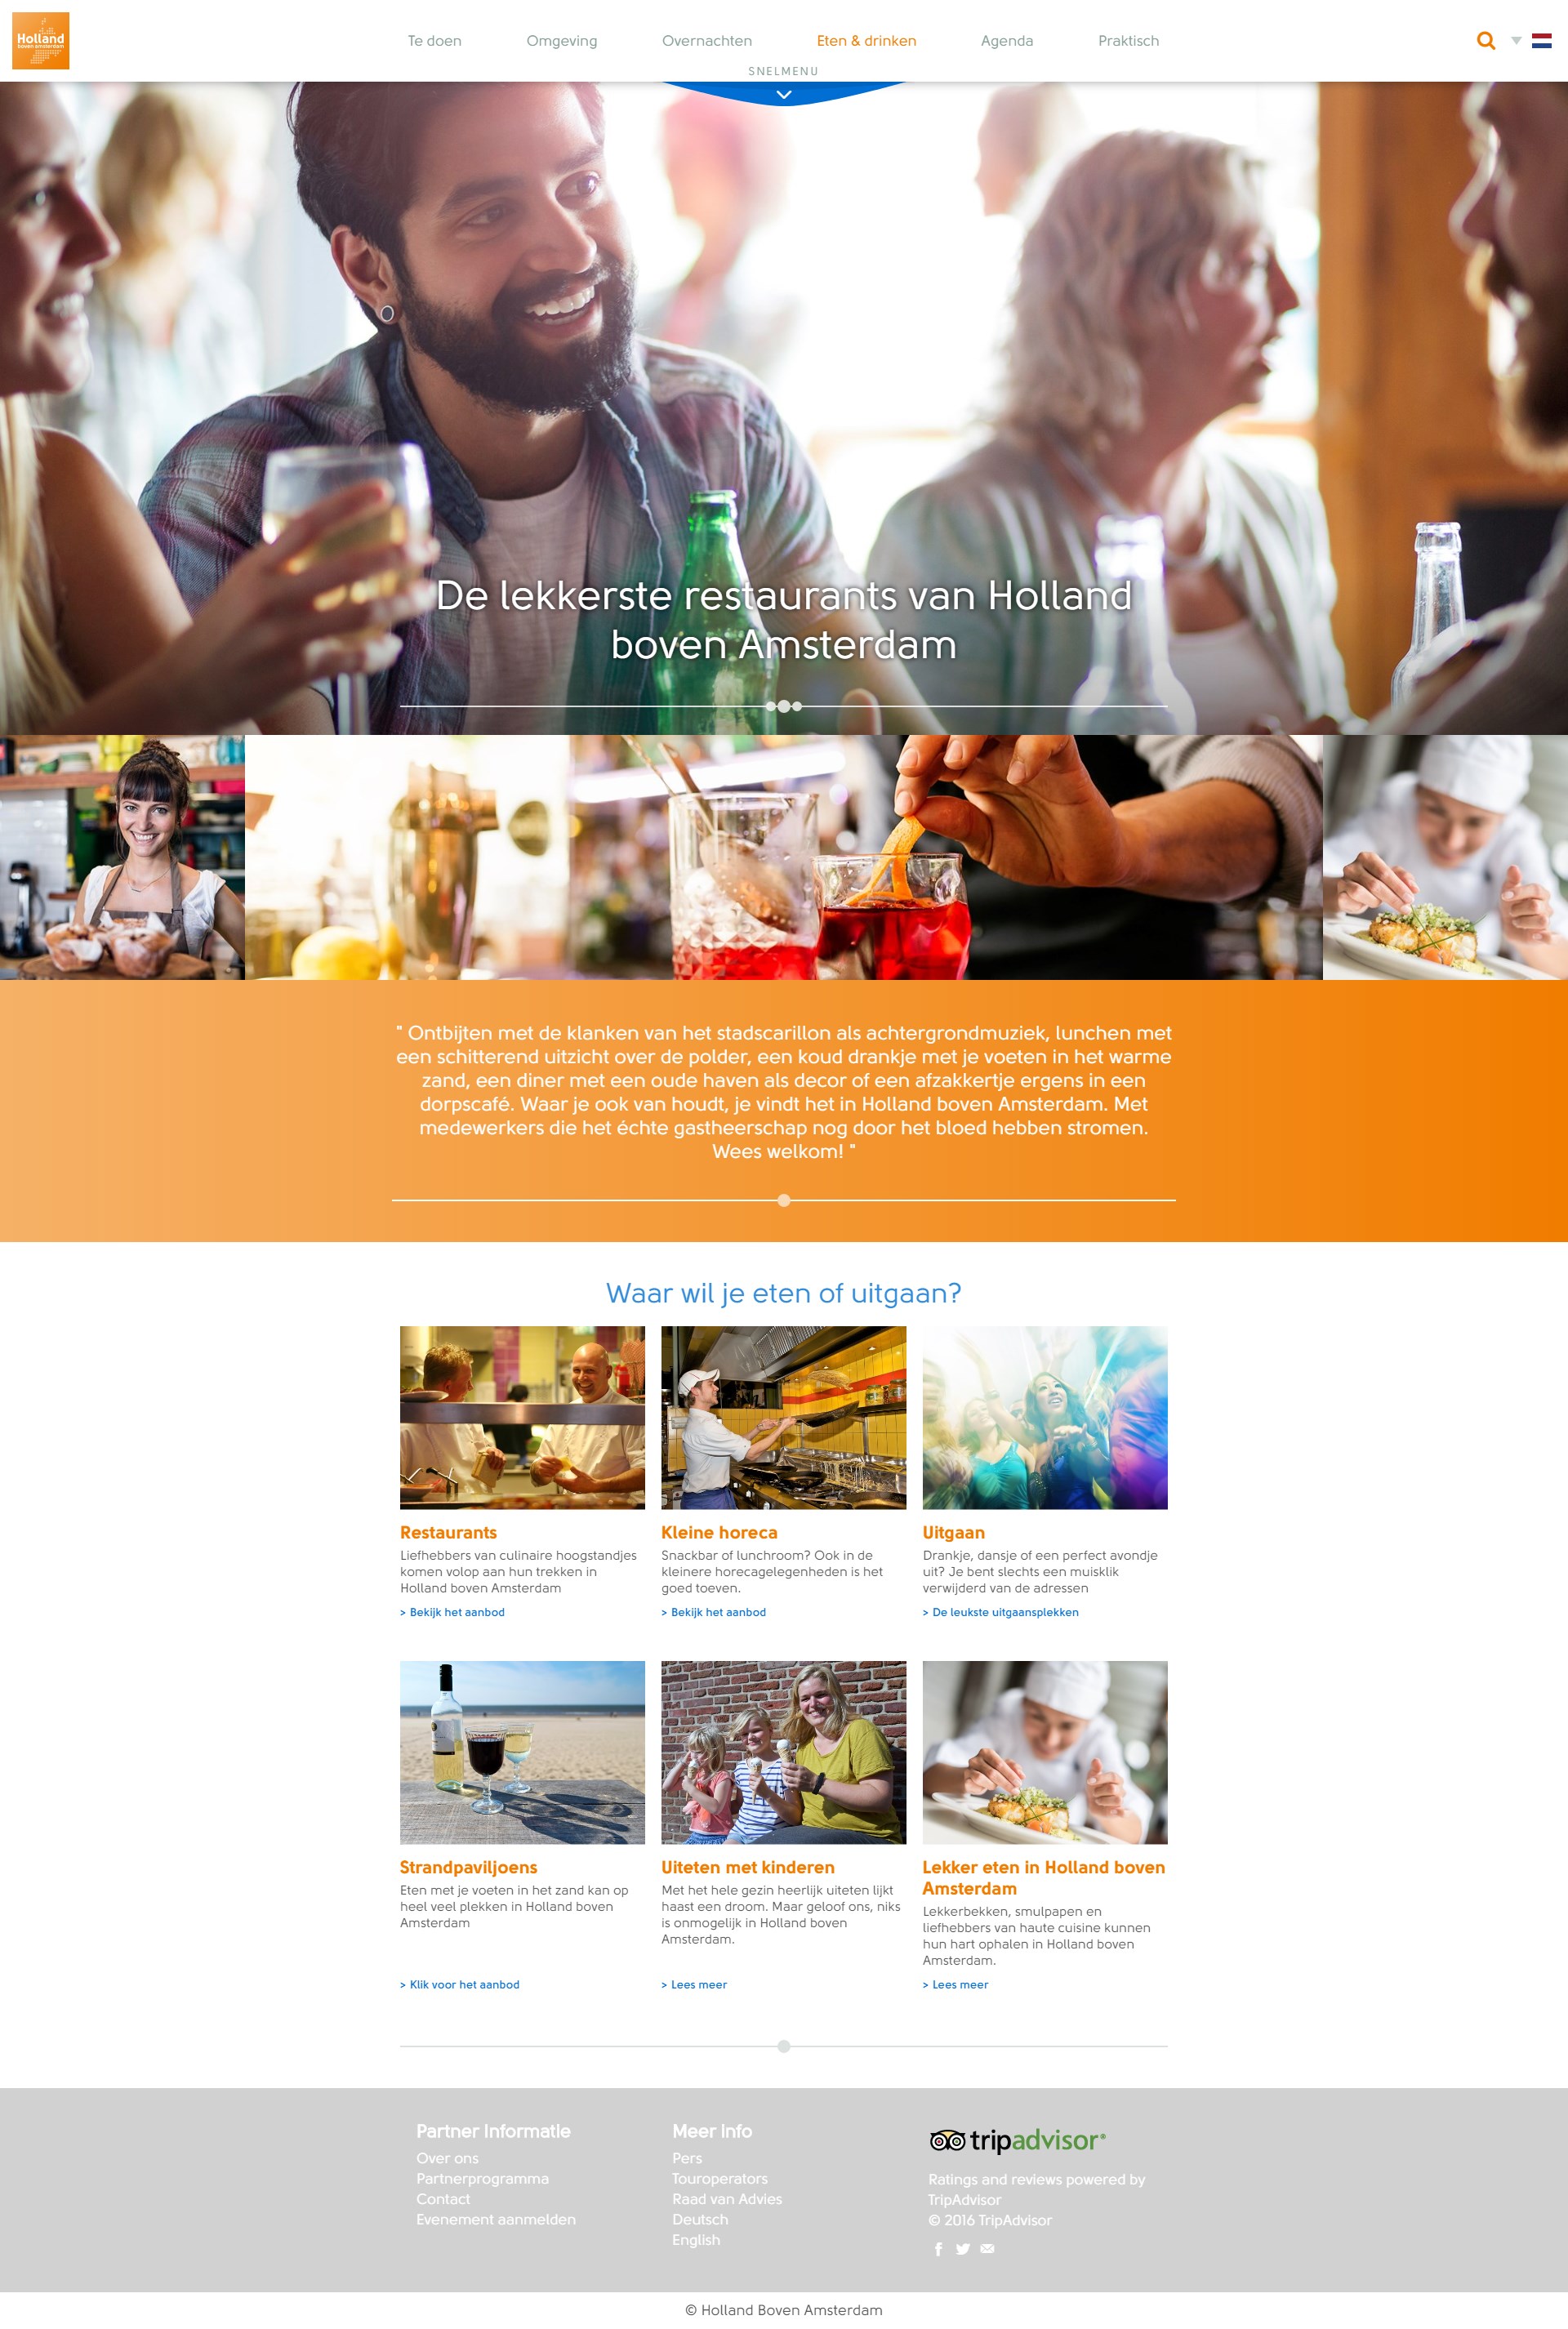 Holland
boven amsterdam
Te doen
Omgeving
Overnachten
Eten & drinken
Agenda
Praktisch
SNELMENU
De lekkerste restaurants van Holland
boven Amsterdam
" Ontbijten met de klanken van het stadscarillon als achtergrondmuziek, lunchen met
een schitterend uitzicht over de polder, een koud drankje met je voeten in het warme
zand, een diner met een oude haven als decor of een afzakkertje ergens in een
dorpscafé. Waar je ook van houdt, je vindt het in Holland boven Amsterdam. Met
medewerkers die het échte gastheerschap nog door het bloed hebben stromen.
Wees welkom! "
Waar wil je eten of uitgaan?
Restaurants
Liefhebbers van culinaire hoogstandjes
komen volop aan hun trekken in
Holland boven Amsterdam
> Bekijk het aanbod
Kleine horeca
Snackbar of lunchroom? Ook in de
kleinere horecagelegenheden is het
goed toeven.
> Bekijk het aanbod
Uitgaan
Drankje, dansje of een perfect avondje
uit? Je bent slechts een muisklik
verwijderd van de adressen
> De leukste uitgaansplekken
Strandpaviljoens
Eten met je voeten in het zand kan op
heel veel plekken in Holland boven
Amsterdam
> Klik voor het aanbod
Uiteten met kinderen
Met het hele gezin heerlijk uiteten lijkt
haast een droom. Maar geloof ons, niks
is onmogelijk in Holland boven
Amsterdam.
> Lees meer
Lekker eten in Holland boven
Amsterdam
Lekkerbekken, smulpapen en
liefhebbers van haute cuisine kunnen
hun hart ophalen in Holland boven
Amsterdam.
> Lees meer
Partner Informatie
Over ons
Partnerprogramma
Contact
Evenement aanmelden
Meer info
Pers
Touroperators
Raad van Advies
Deutsch
English
tripadvisor®
Ratings and reviews powered by
TripAdvisor
© 2016 TripAdvisor
© Holland Boven Amsterdam